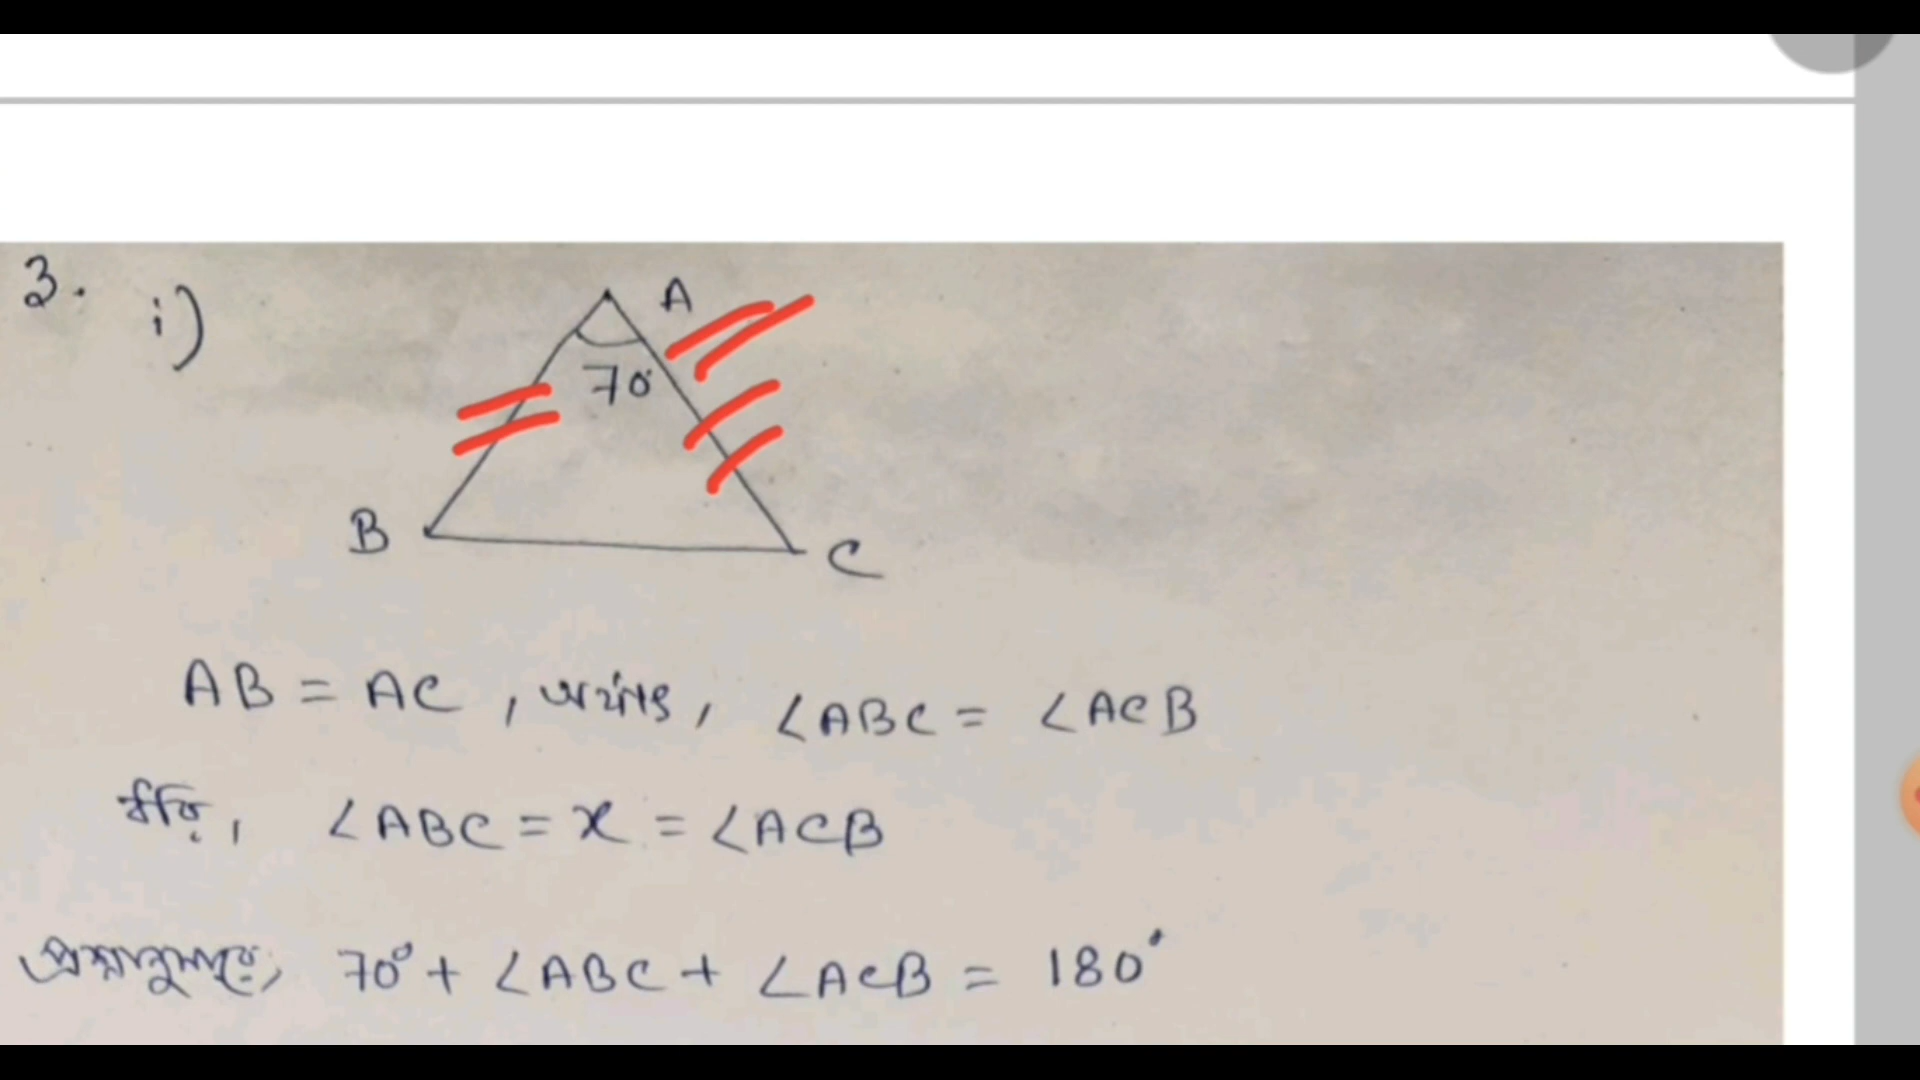 3.
i)
A
70°
B
C
AB = AC , অর্থাৎ, ∠ABC = ∠ACB
ধরি, ∠ABC = x = ∠ACB
প্রশ্নানুসারে, 70° + ∠ABC + ∠ACB = 180°